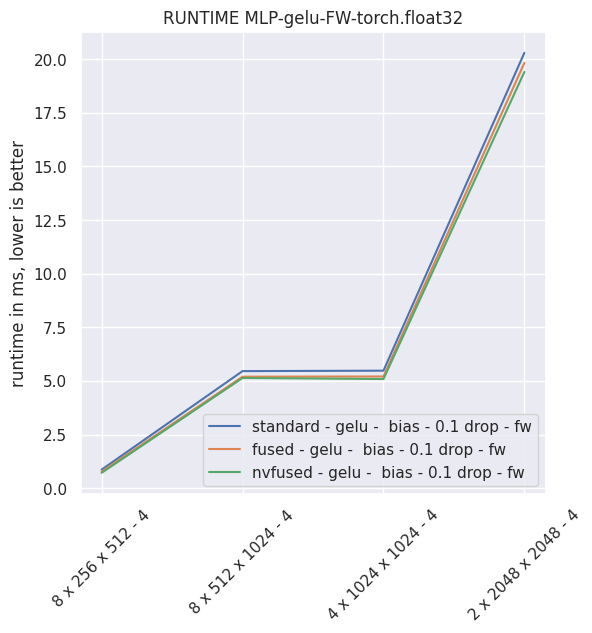 RUNTIME MLP-gelu-FW-torch.float32
runtime in ms, lower is better
20.0
17.5
15.0
12.5
10.0
7.5
5.0
2.5
0.0
standard - gelu -  bias - 0.1 drop - fw
fused - gelu -  bias - 0.1 drop - fw
nvfused - gelu -  bias - 0.1 drop - fw
8 x 256 x 512 - 4
8 x 512 x 1024 - 4
4 x 1024 x 1024 - 4
2 x 2048 x 2048 - 4